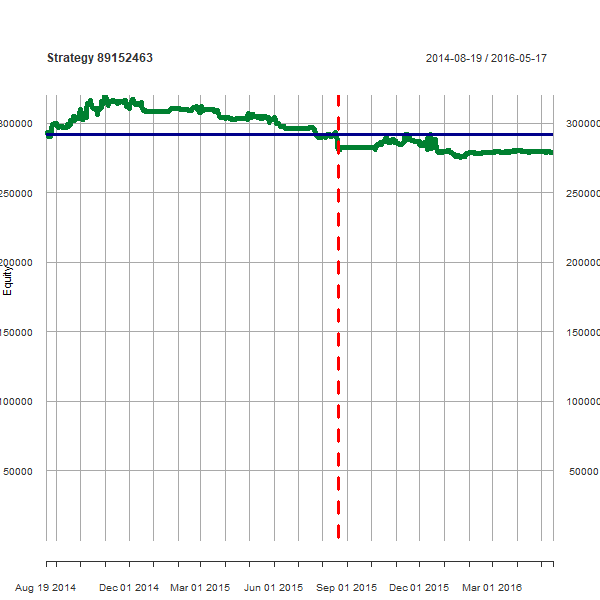 Strategy 89152463 2014-08-19 / 2016-05-17
300000 300000
250000 250000
200000 200000
Equity
150000 150000
100000 100000
50000 50000
Aug 19 2014 Dec 01 2014 Mar 01 2015 Jun 01 2015 Sep 01 2015 Dec 01 2015 Mar 01 2016